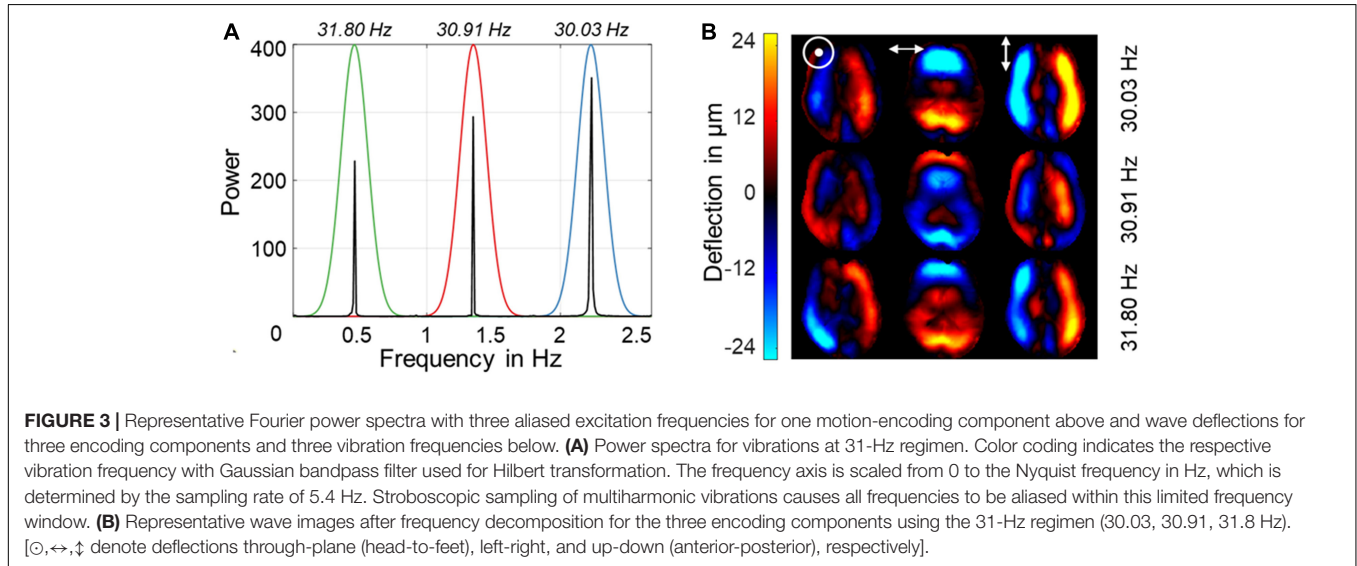 A
31.80 Hz 30.91 Hz 30.03 Hz
400
300
200
100
0
Power
0.5 1 1.5 2 2.5
Frequency in Hz
B
24
12
0
-12
-24
Deflection in µm
30.03 Hz
30.91 Hz
31.80 Hz
FIGURE 3 | Representative Fourier power spectra with three aliased excitation frequencies for one motion-encoding component above and wave deflections for
three encoding components and three vibration frequencies below. (A) Power spectra for vibrations at 31-Hz regimen. Color coding indicates the respective
vibration frequency with Gaussian bandpass filter used for Hilbert transformation. The frequency axis is scaled from 0 to the Nyquist frequency in Hz, which is
determined by the sampling rate of 5.4 Hz. Stroboscopic sampling of multiharmonic vibrations causes all frequencies to be aliased within this limited frequency
window. (B) Representative wave images after frequency decomposition for the three encoding components using the 31-Hz regimen (30.03, 30.91, 31.8 Hz).
[⊙,↔,↕ denote deflections through-plane (head-to-feet), left-right, and up-down (anterior-posterior), respectively].